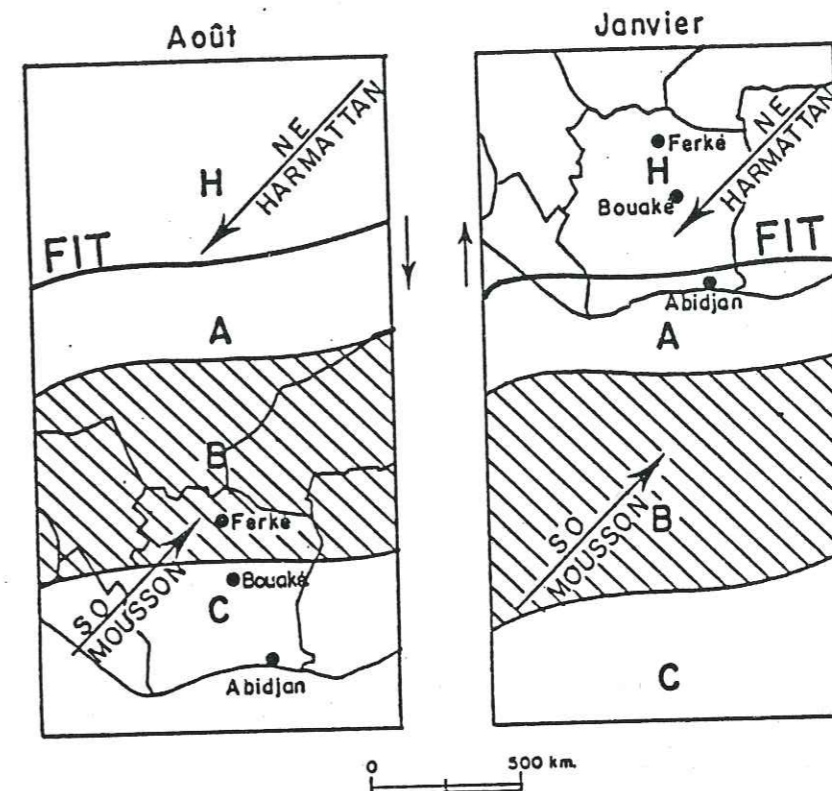 Août
NE
HARMATTAN
H
FIT
A
B
Ferké
Bouaké
C
SO
MOUSSON
Abidjan
Janvier
Ferké
H
NE
HARMATTAN
Bouaké
FIT
Abidjan
A
SO
MOUSSON
B
C
0 500 km.